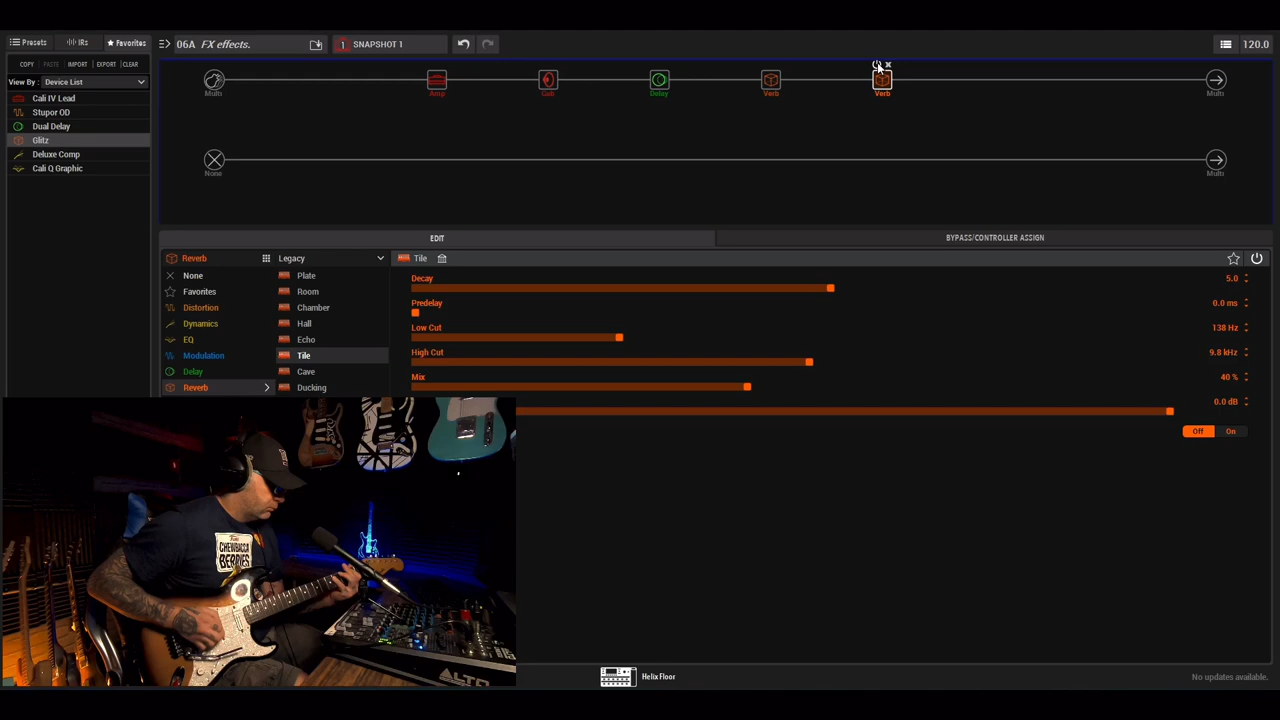 Presets
IRs
Favorites
06A FX effects.
1 SNAPSHOT 1
120.0
COPY PASTE IMPORT EXPORT CLEAR
View By: Device List
Cali IV Lead
Stupor OD
Dual Delay
Glitz
Deluxe Comp
Cali Q Graphic
Multi
Amp
Cab
Delay
Verb
Verb
Multi
None
Multi
EDIT
BYPASS/CONTROLLER ASSIGN
Reverb
None
Favorites
Distortion
Dynamics
EQ
Modulation
Delay
Reverb
Legacy
Plate
Room
Chamber
Hall
Echo
Tile
Cave
Ducking
Tile
Decay 5.0
Predelay 0.0 ms
Low Cut 138 Hz
High Cut 9.8 kHz
Mix 40 %
0.0 dB
Off On
CHEWBACCA
BERRIES
ALTO
Helix Floor
No updates available.